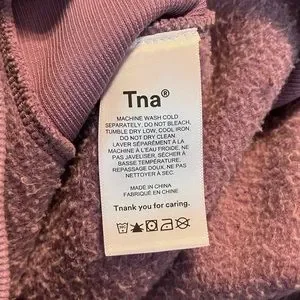 Tna®
MACHINE WASH COLD
SEPARATELY, DO NOT BLEACH,
TUMBLE DRY LOW, COOL IRON
DO NOT DRY CLEAN.
LAVER SÉPARÉMENT À LA
MACHINE À L'EAU FROIDE, NE
PAS JAVELISER, SÉCHER À
BASSE TEMPÉRATURE.
REPASSAGE DOUX, NE PAS
NETTOYER À SEC.
MADE IN CHINA
FABRIQUÉ EN CHINE
Tnank you for caring.